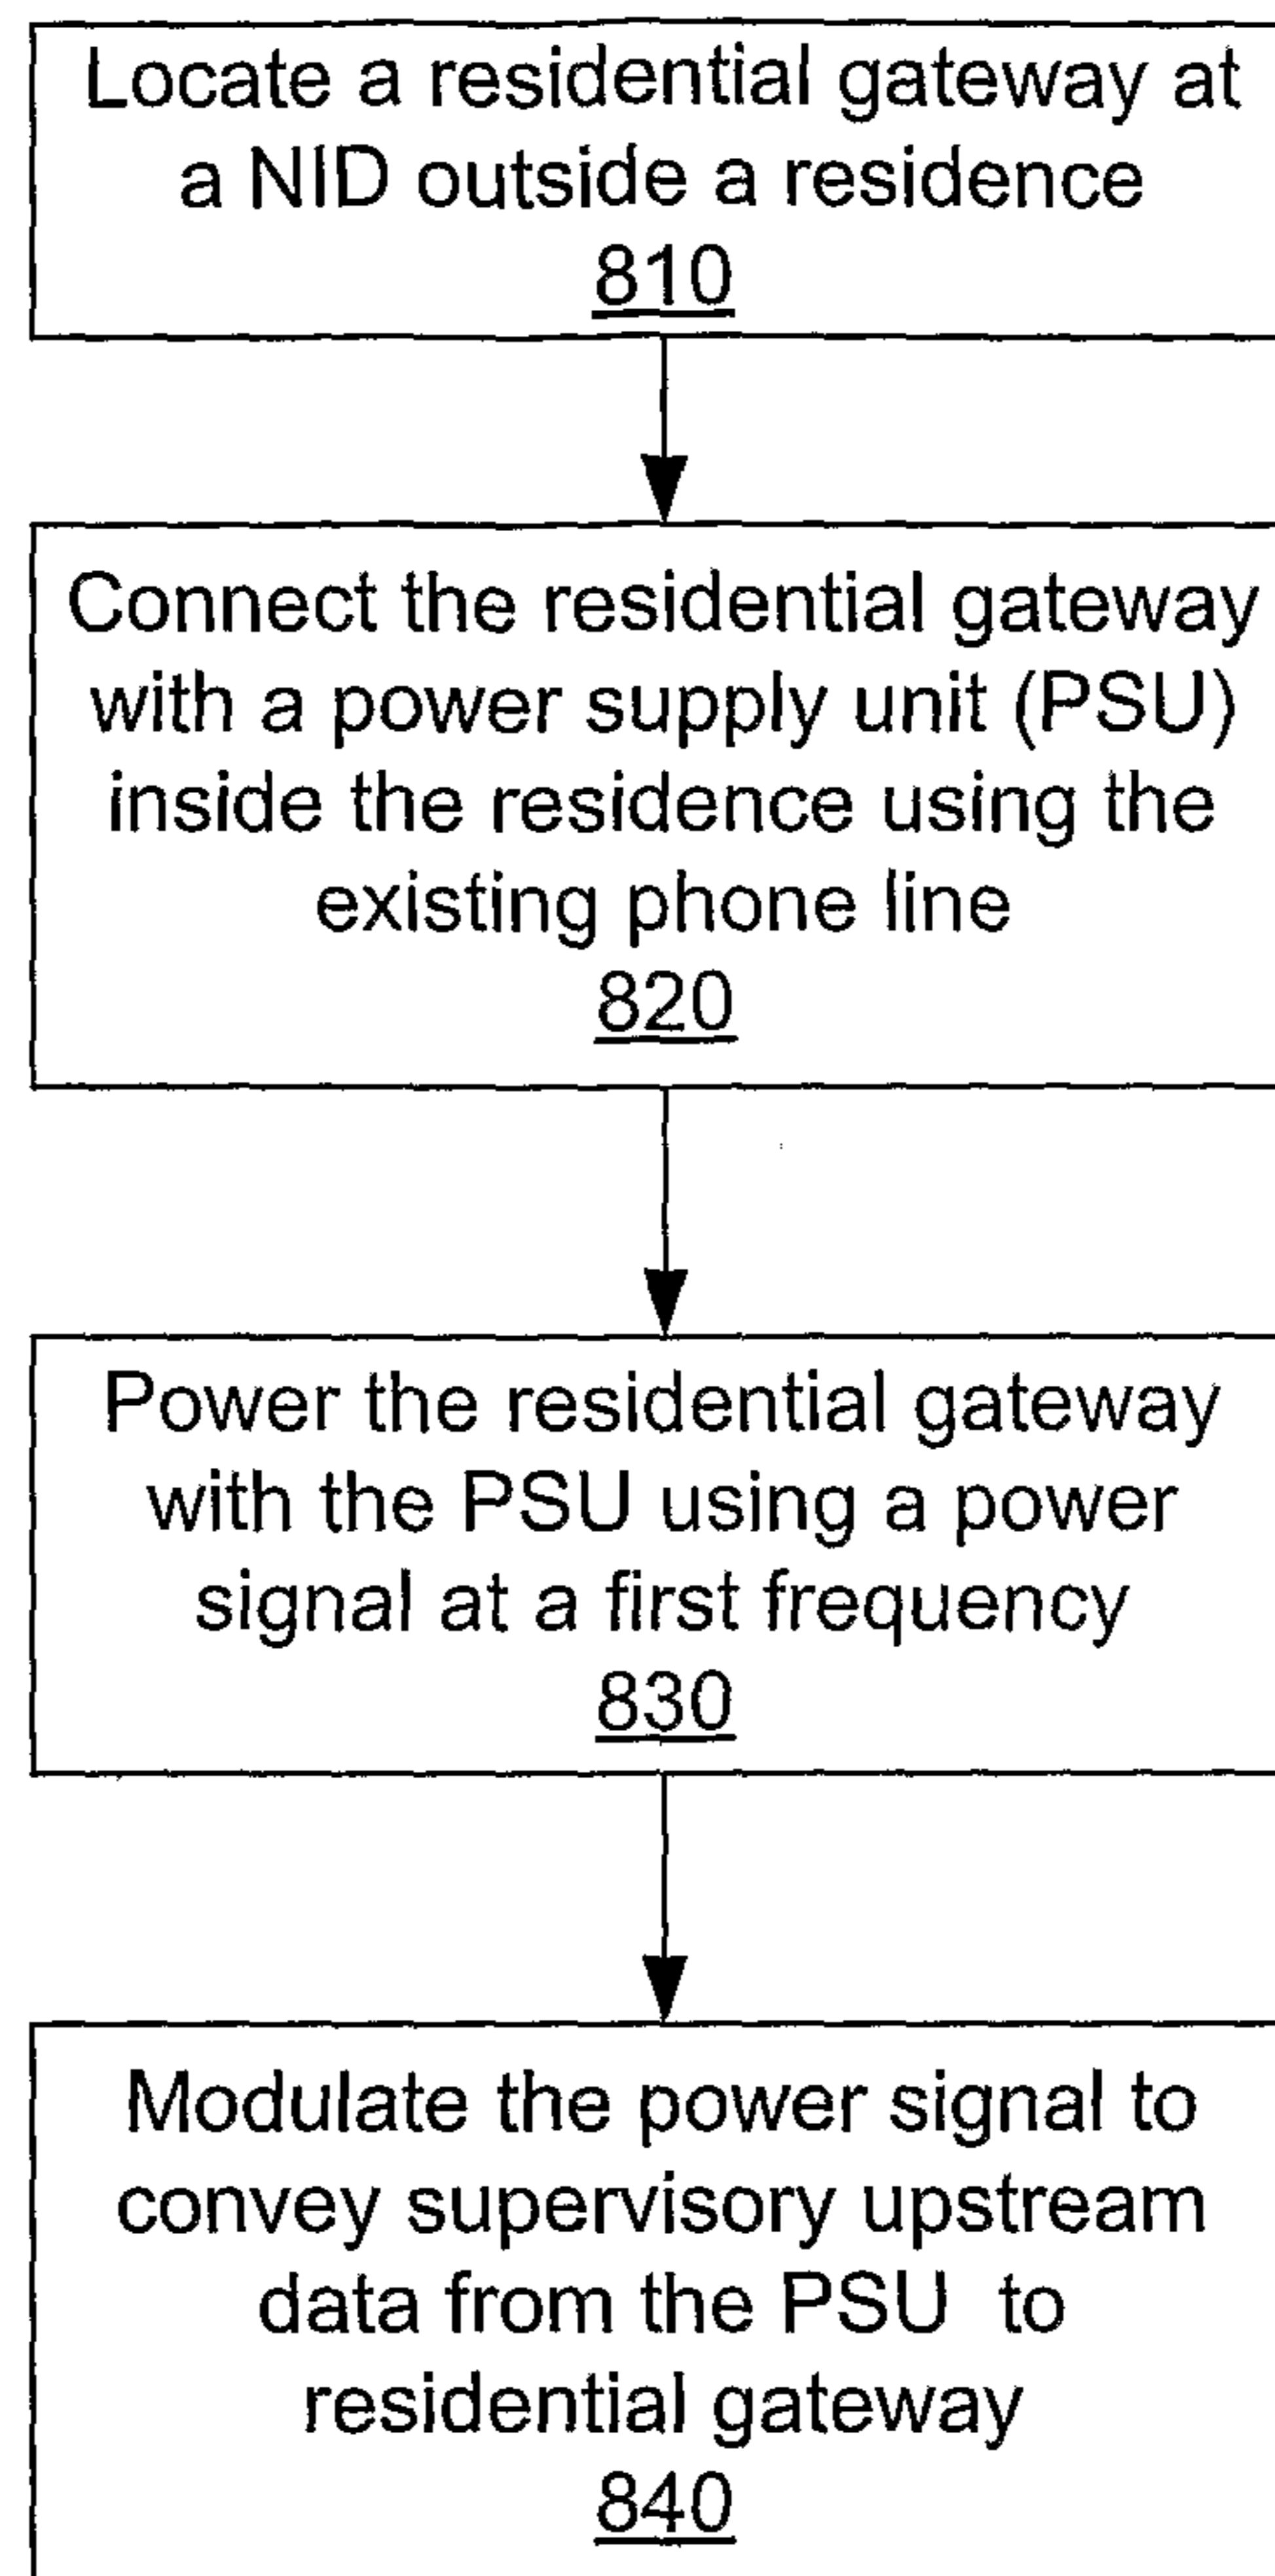 Locate a residential gateway at
a NID outside a residence
810
Connect the residential gateway
with a power supply unit (PSU)
inside the residence using the
existing phone line
820
Power the residential gateway
with the PSU using a power
signal at a first frequency
830
Modulate the power signal to
convey supervisory upstream
data from the PSU to
residential gateway
840